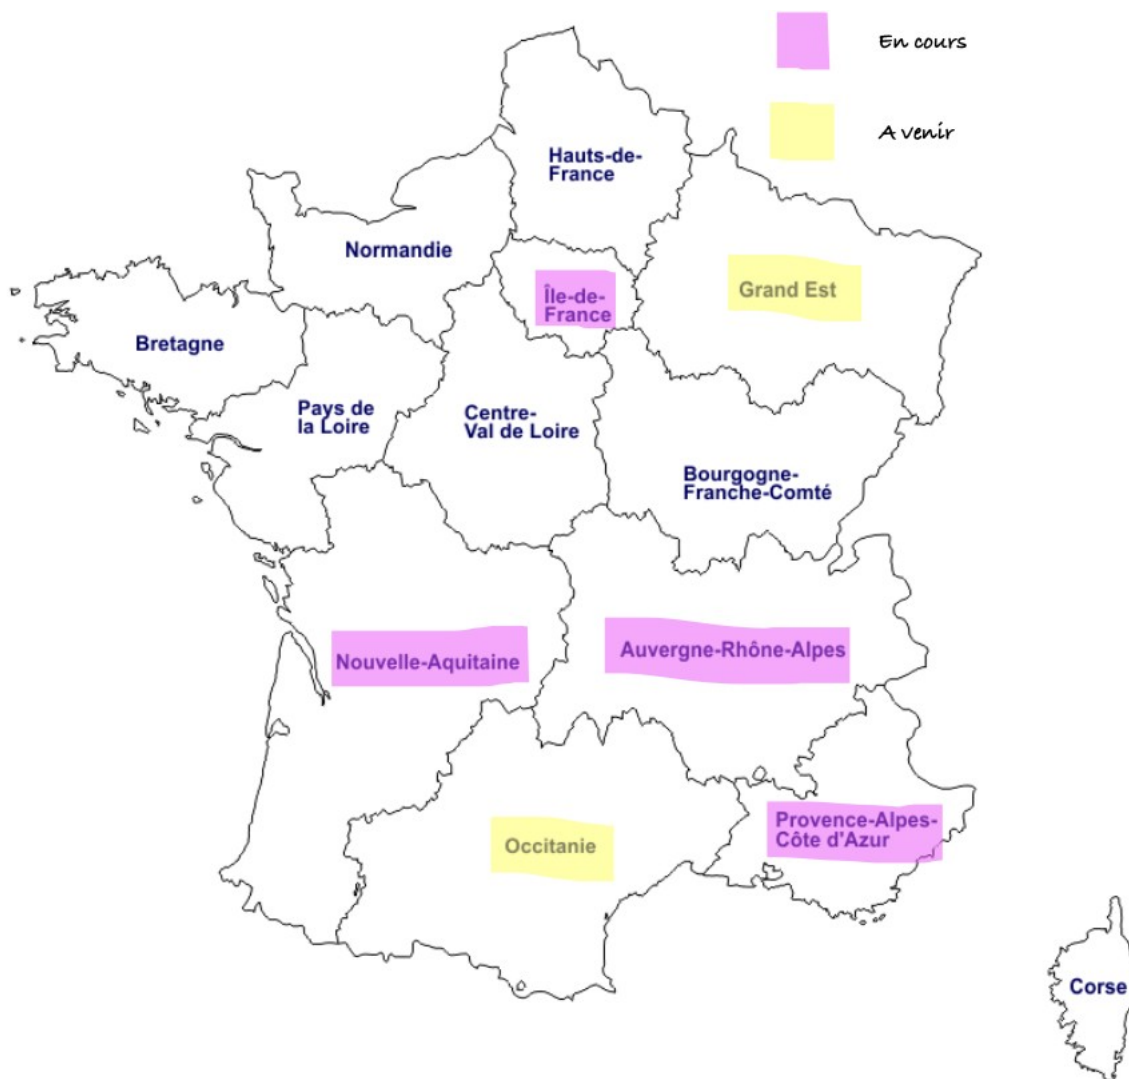 En cours
A venir
Hauts-de-
France
Normandie
Île-de-
France
Grand Est
Bretagne
Pays de
la Loire
Centre-
Val de Loire
Bourgogne-
Franche-Comté
Nouvelle-Aquitaine
Auvergne-Rhône-Alpes
Provence-Alpes-
Côte d'Azur
Occitanie
Corse